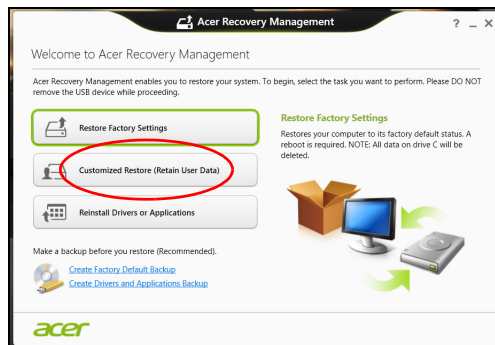 Acer Recovery Management
? _ X
Welcome to Acer Recovery Management
Acer Recovery Management enables you to restore your system. To begin, select the task you want to perform. Please DO NOT
remove the USB device while proceeding.
Restore Factory Settings
Customized Restore (Retain User Data)
Reinstall Drivers or Applications
Restore Factory Settings
Restores your computer to its factory default status. A
reboot is required. NOTE: All data on drive C will be
deleted.
Make a backup before you restore (Recommended).
Create Factory Default Backup
Create Drivers and Applications Backup
acer